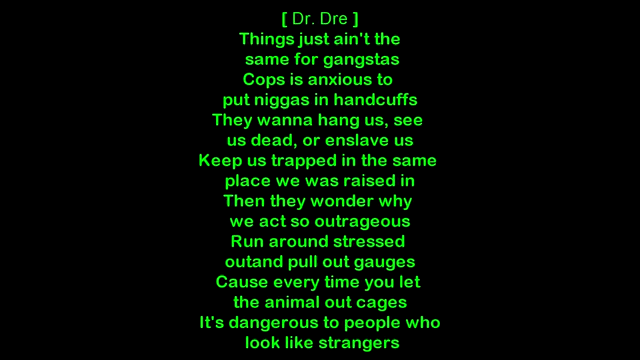 [ Dr. Dre ]
Things just ain't the
same for gangstas
Cops is anxious to
put niggas in handcuffs
They wanna hang us, see
us dead, or enslave us
Keep us trapped in the same
place we was raised in
Then they wonder why
we act so outrageous
Run around stressed
outand pull out gauges
Cause every time you let
the animal out cages
It's dangerous to people who
look like strangers